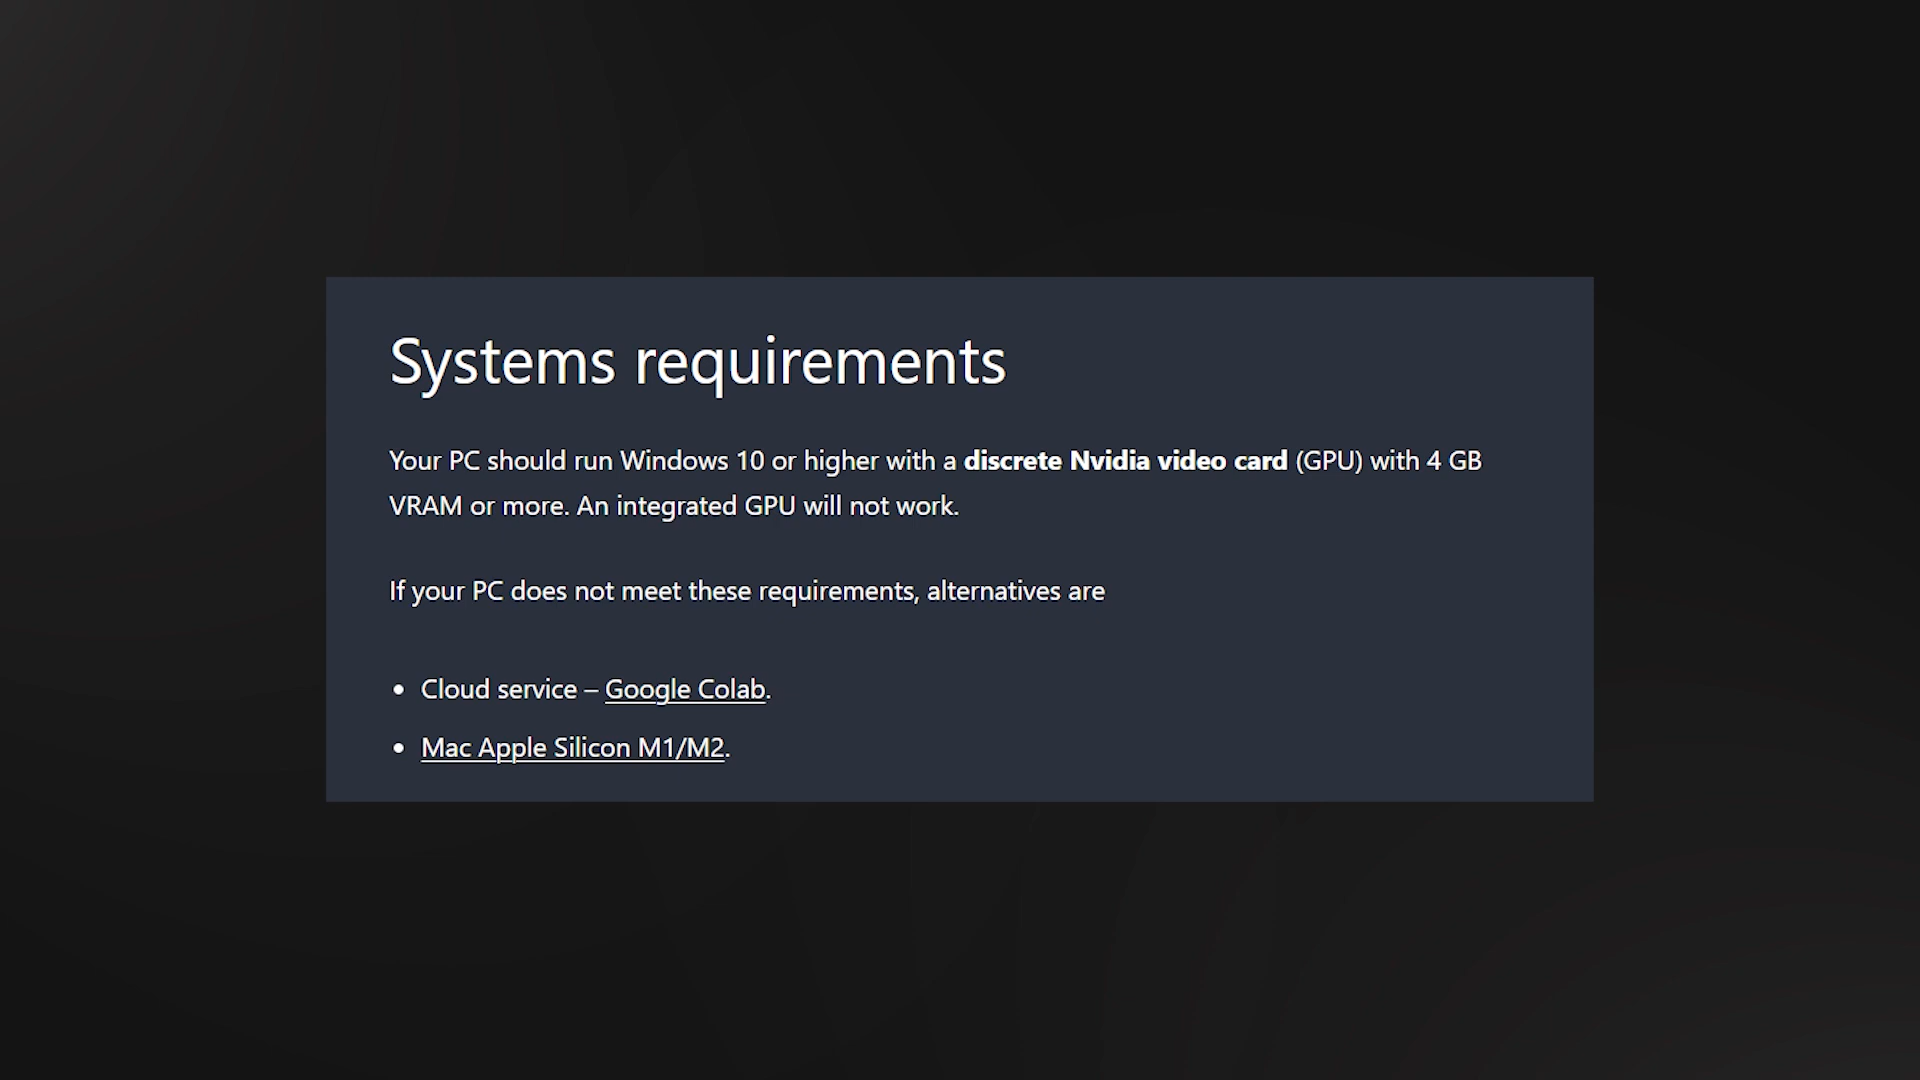 Systems requirements
Your PC should run Windows 10 or higher with a discrete Nvidia video card (GPU) with 4 GB
VRAM or more. An integrated GPU will not work.
If your PC does not meet these requirements, alternatives are
• Cloud service – Google Colab.
• Mac Apple Silicon M1/M2.